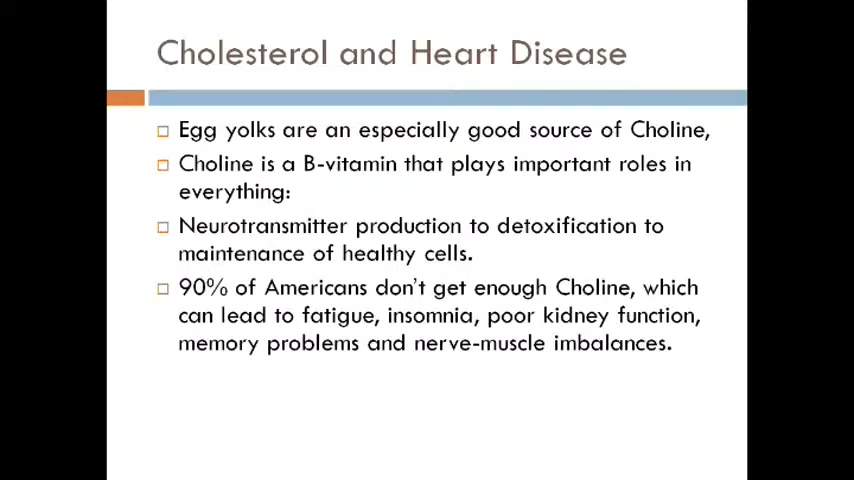 Cholesterol and Heart Disease
Egg yolks are an especially good source of Choline,
Choline is a B-vitamin that plays important roles in
everything:
Neurotransmitter production to detoxification to
maintenance of healthy cells.
90% of Americans don’t get enough Choline, which
can lead to fatigue, insomnia, poor kidney function,
memory problems and nerve-muscle imbalances.